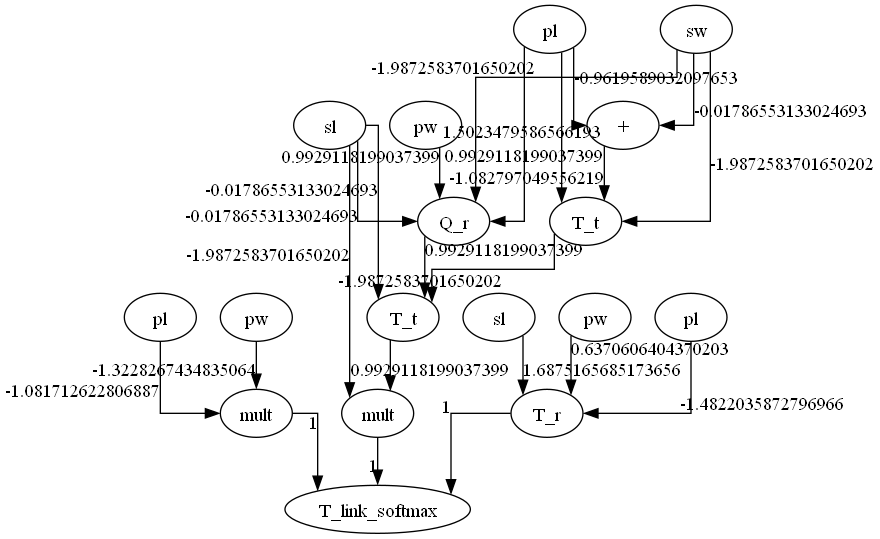 pl
sw
-1.9872583701650202
-0.9619589032097653
-0.01786553133024693
sl
pw
1.5023479586566193
+
0.9929118199037399
0.9929118199037399
-1.9872583701650202
-1.082797049556219
-0.01786553133024693
-0.01786553133024693
Q_r
T_t
-1.9872583701650202
0.9929118199037399
-1.9872583701650202
pl
pw
T_t
sl
pw
pl
0.6370606404370203
-1.3228267434835064
0.9929118199037399
1.6875165685173656
-1.081712622806887
-1.4822035872796966
mult
mult
T_r
1
1
1
T_link_softmax